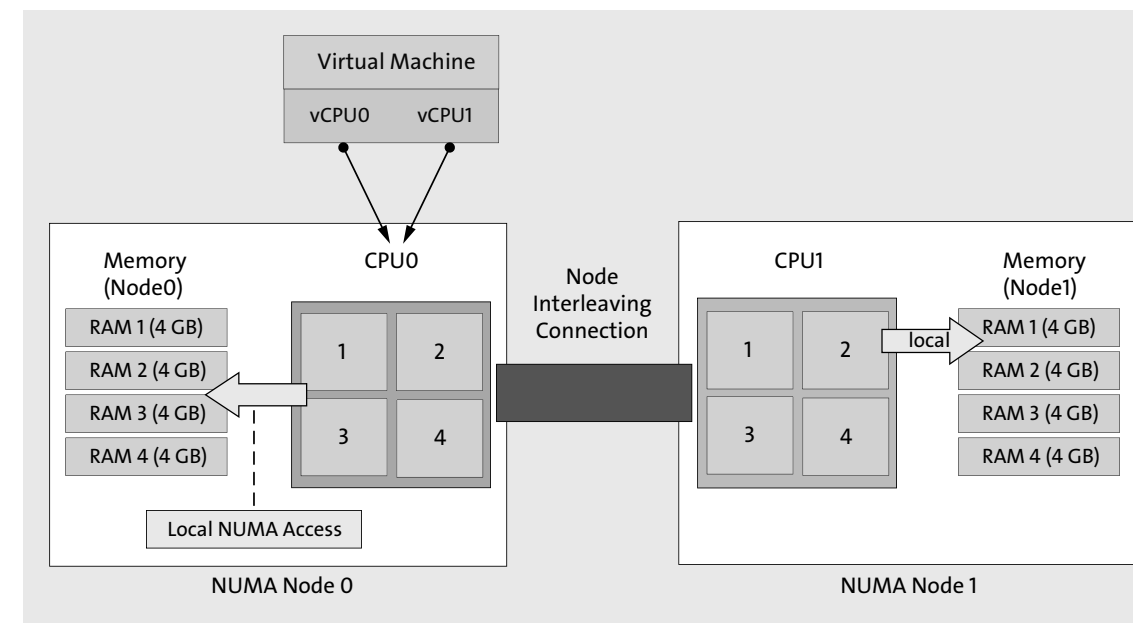 Virtual Machine
vCPU0
vCPU1
Memory
(Node0)
RAM 1 (4 GB)
RAM 2 (4 GB)
RAM 3 (4 GB)
RAM 4 (4 GB)
CPU0
1
2
3
4
Local NUMA Access
NUMA Node 0
Node
Interleaving
Connection
CPU1
1
2
3
4
local
Memory
(Node1)
RAM 1 (4 GB)
RAM 2 (4 GB)
RAM 3 (4 GB)
RAM 4 (4 GB)
NUMA Node 1